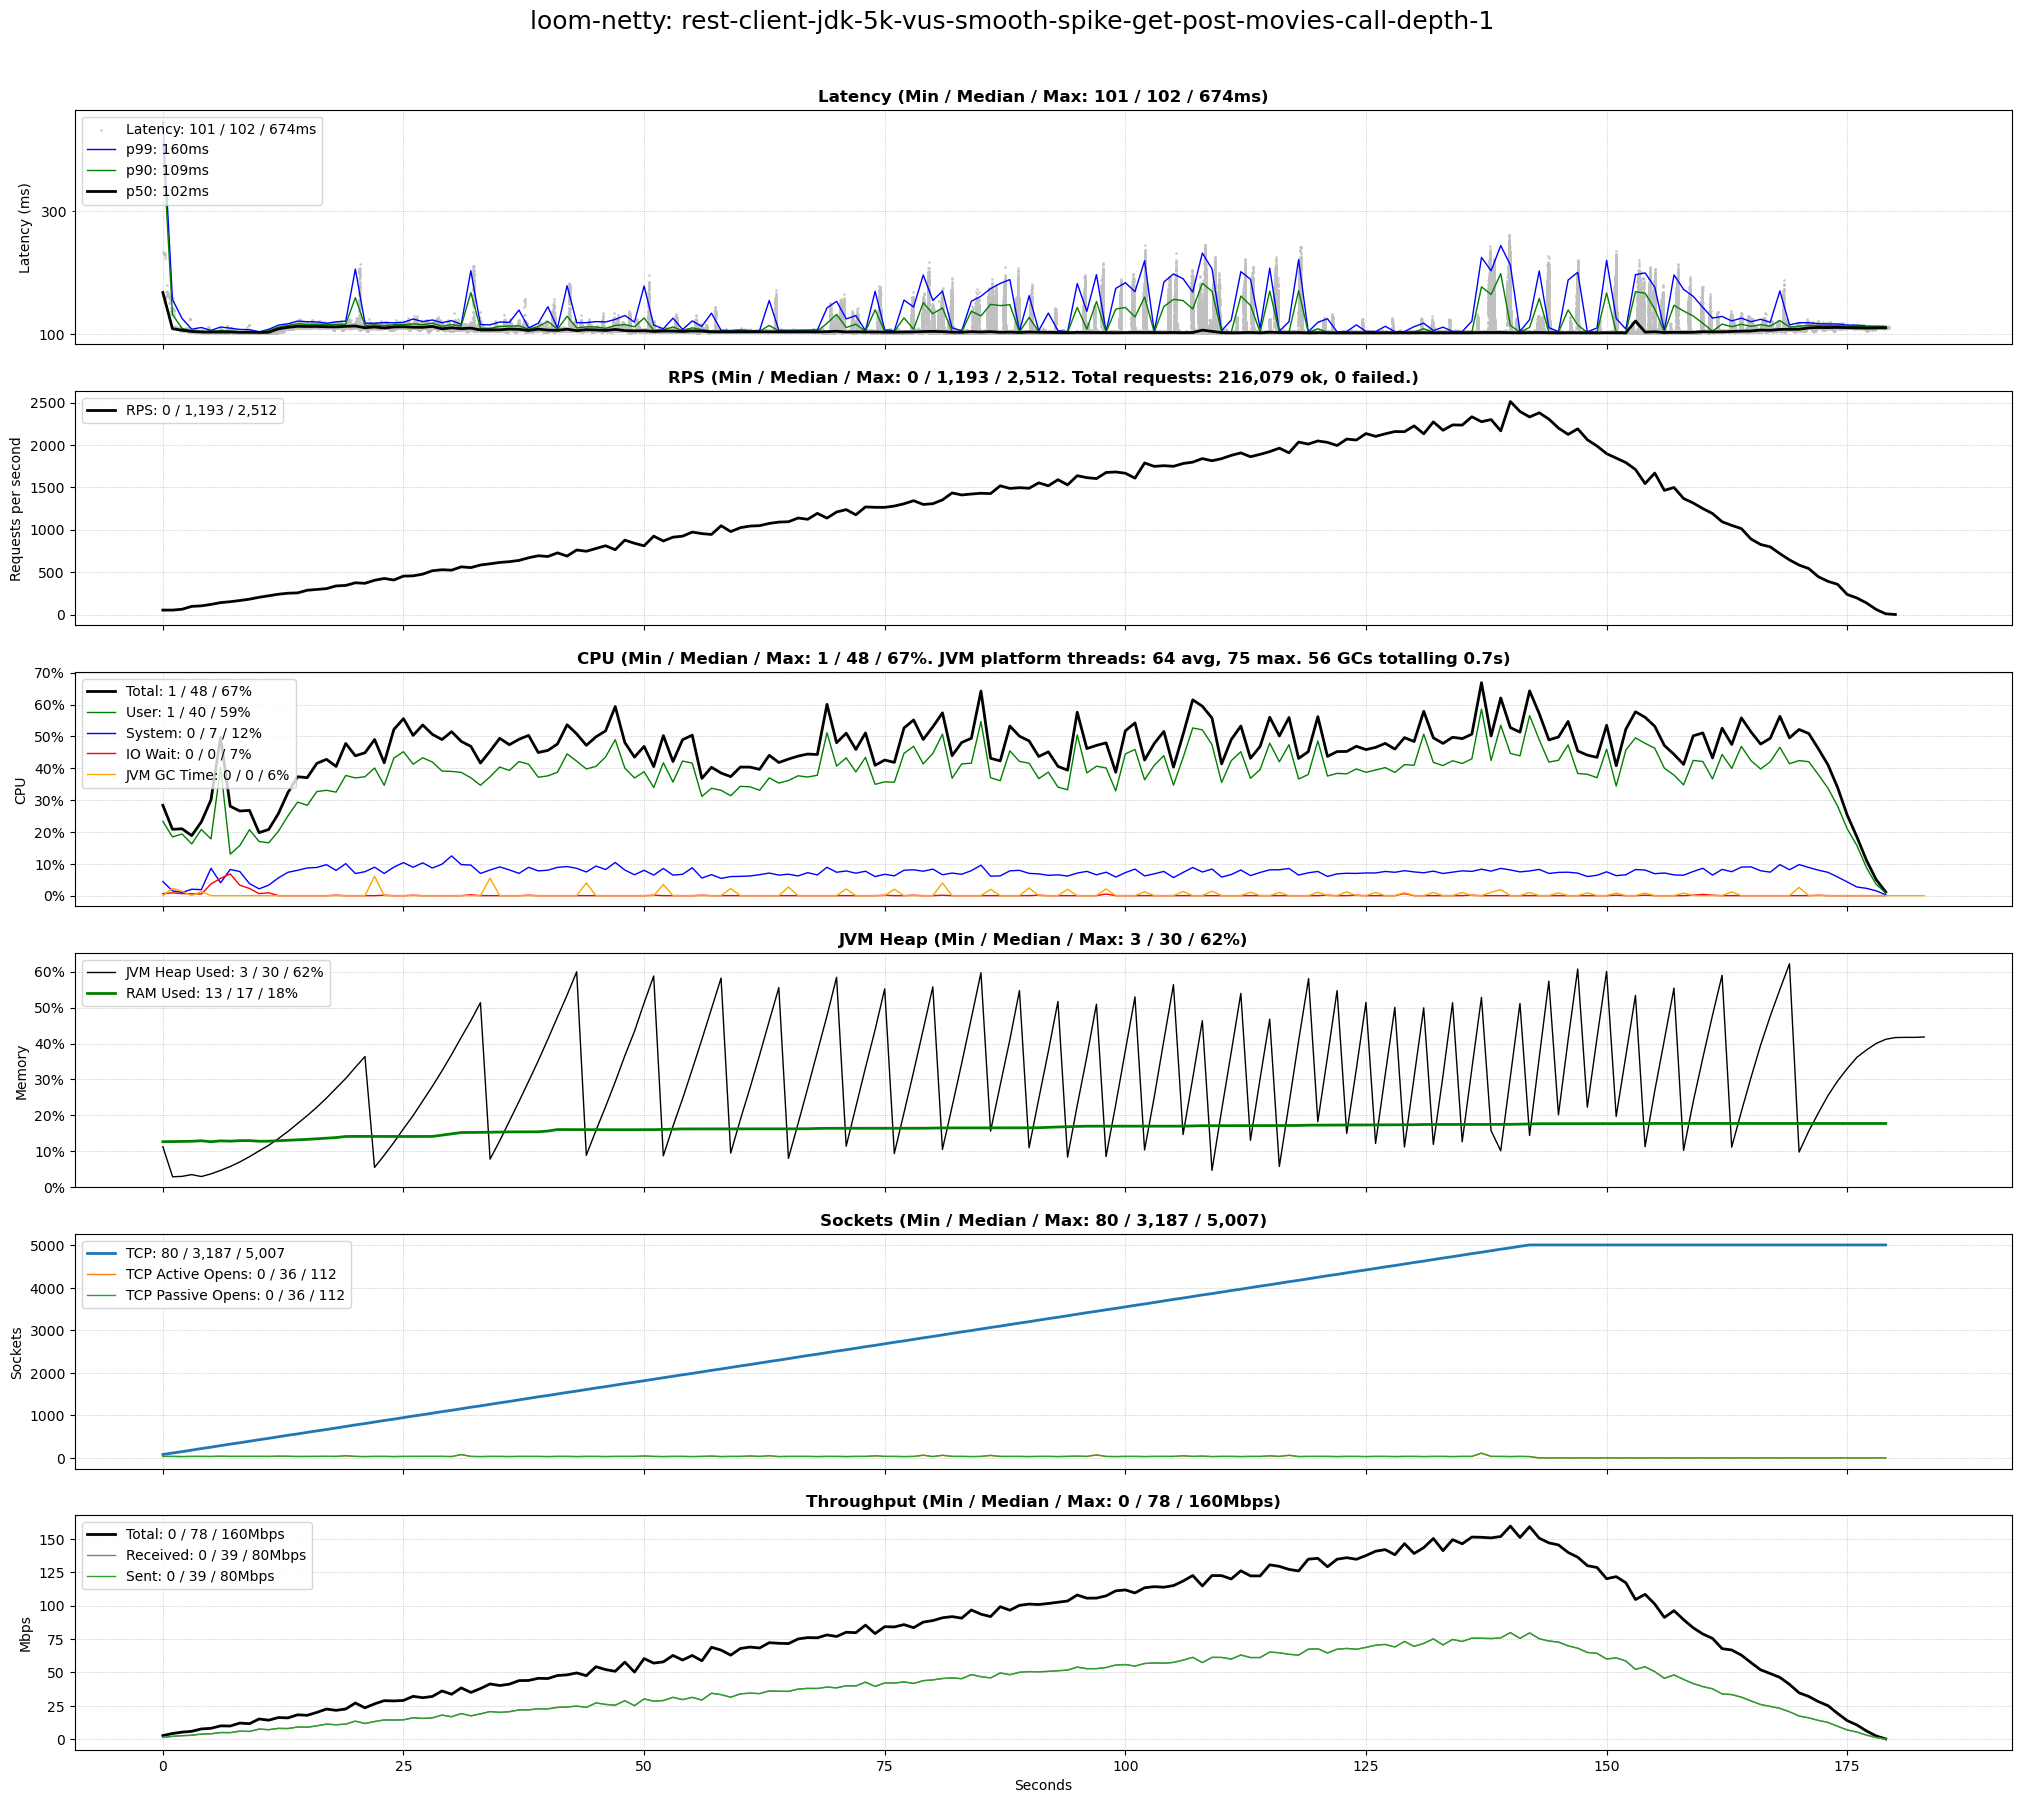 loom-netty: rest-client-jdk-5k-vus-smooth-spike-get-post-movies-call-depth-1
Latency (Min / Median / Max: 101 / 102 / 674ms)
Latency: 101 / 102 / 674ms
p99: 160ms
p90: 109ms
p50: 102ms
Latency (ms)
300
100
RPS (Min / Median / Max: 0 / 1,193 / 2,512. Total requests: 216,079 ok, 0 failed.)
RPS: 0 / 1,193 / 2,512
Requests per second
2500
2000
1500
1000
500
0
CPU (Min / Median / Max: 1 / 48 / 67%. JVM platform threads: 64 avg, 75 max. 56 GCs totalling 0.7s)
Total: 1 / 48 / 67%
User: 1 / 40 / 59%
System: 0 / 7 / 12%
IO Wait: 0 / 0 / 7%
JVM GC Time: 0 / 0 / 6%
CPU
70%
60%
50%
40%
30%
20%
10%
0%
JVM Heap (Min / Median / Max: 3 / 30 / 62%)
JVM Heap Used: 3 / 30 / 62%
RAM Used: 13 / 17 / 18%
Memory
60%
50%
40%
30%
20%
10%
0%
Sockets (Min / Median / Max: 80 / 3,187 / 5,007)
TCP: 80 / 3,187 / 5,007
TCP Active Opens: 0 / 36 / 112
TCP Passive Opens: 0 / 36 / 112
Sockets
5000
4000
3000
2000
1000
0
Throughput (Min / Median / Max: 0 / 78 / 160Mbps)
Total: 0 / 78 / 160Mbps
Received: 0 / 39 / 80Mbps
Sent: 0 / 39 / 80Mbps
Mbps
150
125
100
75
50
25
0
0 25 50 75 100 125 150 175
Seconds